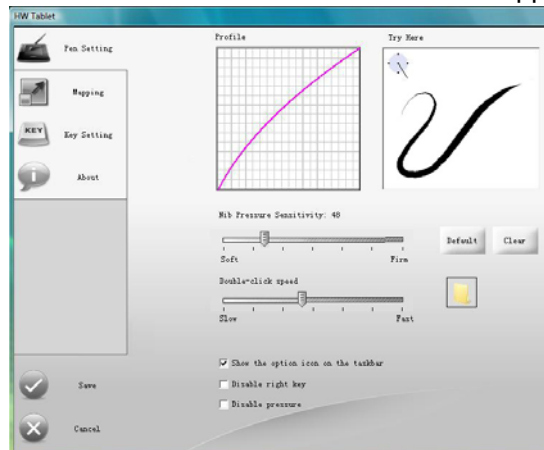 HW Tablet
Pen Setting
Mapping
KEY
Key Setting
About
Profile
Try Here
Nib Pressure Sensitivity: 48
Soft
Firm
Default
Clear
Double-click speed
Slow
Fast
Show the option icon on the taskbar
Disable right key
Disable pressure
Save
Cancel